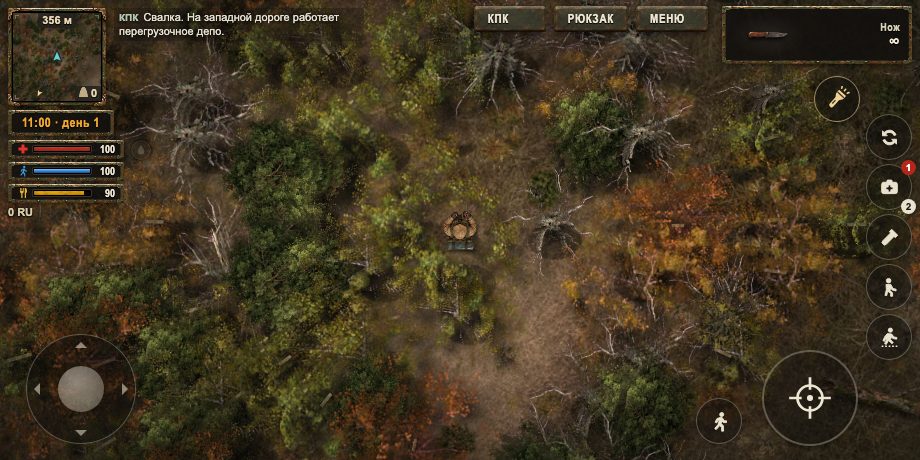 356 м
КПК Свалка. На западной дороге работает
перегрузочное депо.
КПК
РЮКЗАК
МЕНЮ
Нож
∞
0
11:00 · день 1
100
100
90
0 RU
1
2